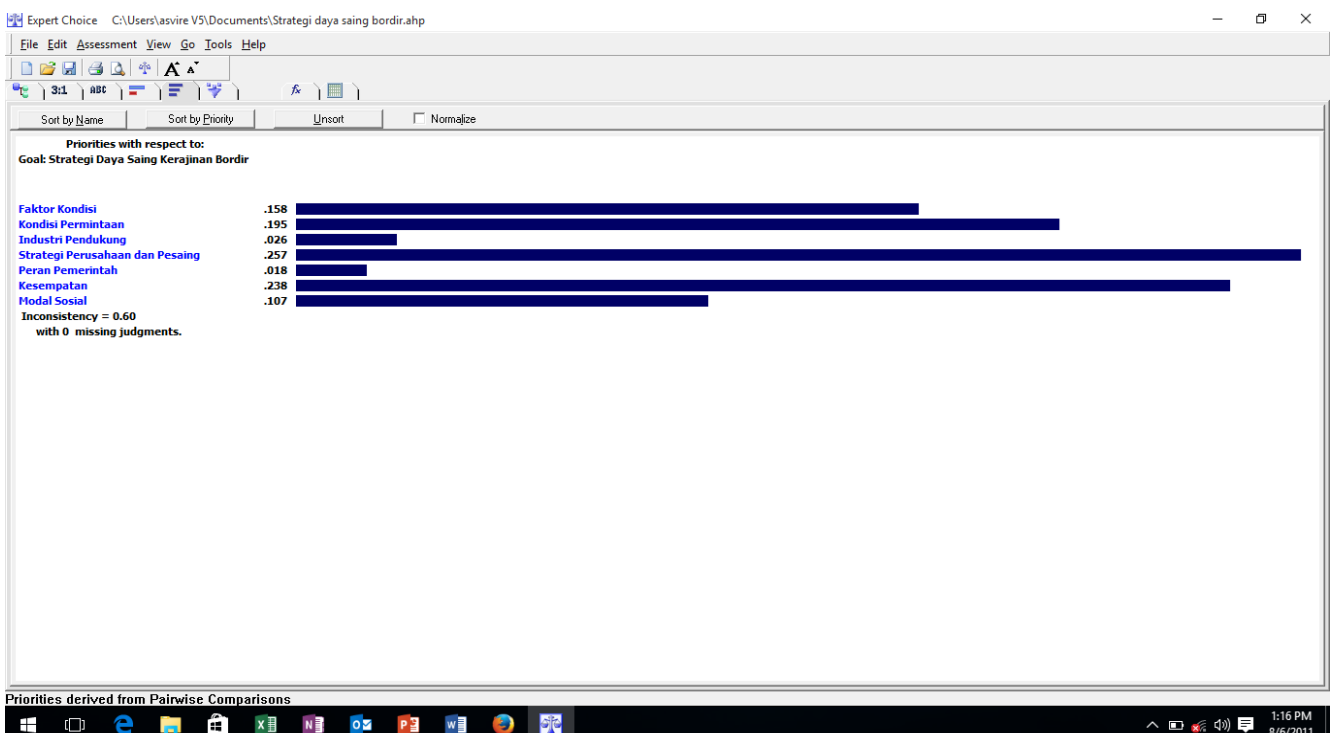 Expert Choice C:\Users\asvire V5\Documents\Strategi daya saing bordir.ahp
File Edit Assessment View Go Tools Help
A A
3:1 ABC fx
Sort by Name Sort by Priority Unsort Normalize
Priorities with respect to:
Goal: Strategi Daya Saing Kerajinan Bordir
Faktor Kondisi .158
Kondisi Permintaan .195
Industri Pendukung .026
Strategi Perusahaan dan Pesaing .257
Peran Pemerintah .018
Kesempatan .238
Modal Sosial .107
Inconsistency = 0.60
with 0 missing judgments.
Priorities derived from Pairwise Comparisons
1:16 PM
8/6/2011